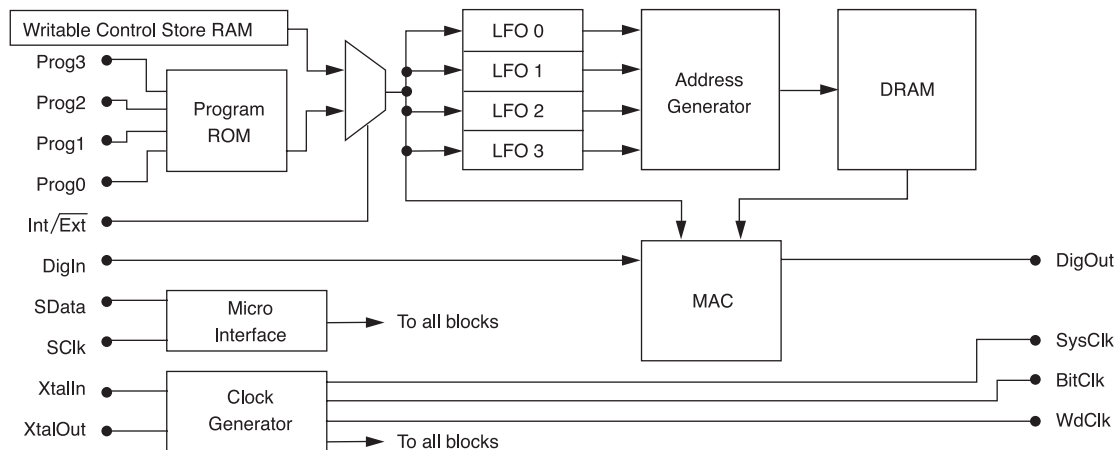 Writable Control Store RAM
Prog3
Prog2
Prog1
Prog0
Int/Ext
DigIn
SData
SClk
XtalIn
XtalOut
Program
ROM
LFO 0
LFO 1
LFO 2
LFO 3
Address
Generator
DRAM
MAC
Micro
Interface
To all blocks
Clock
Generator
To all blocks
DigOut
SysClk
BitClk
WdClk